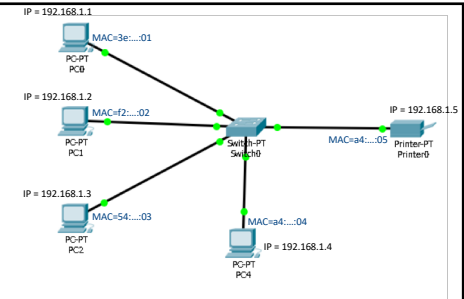 IP = 192.168.1.1
MAC=3e:...:01
PC-PT
PC0
IP = 192.168.1.2
MAC=f2:...:02
PC-PT
PC1
IP = 192.168.1.3
MAC=54:...:03
PC-PT
PC2
Switch-PT
Switch0
MAC=a4:...:04
IP = 192.168.1.4
PC-PT
PC4
IP = 192.168.1.5
MAC=a4:...:05
Printer-PT
Printer0